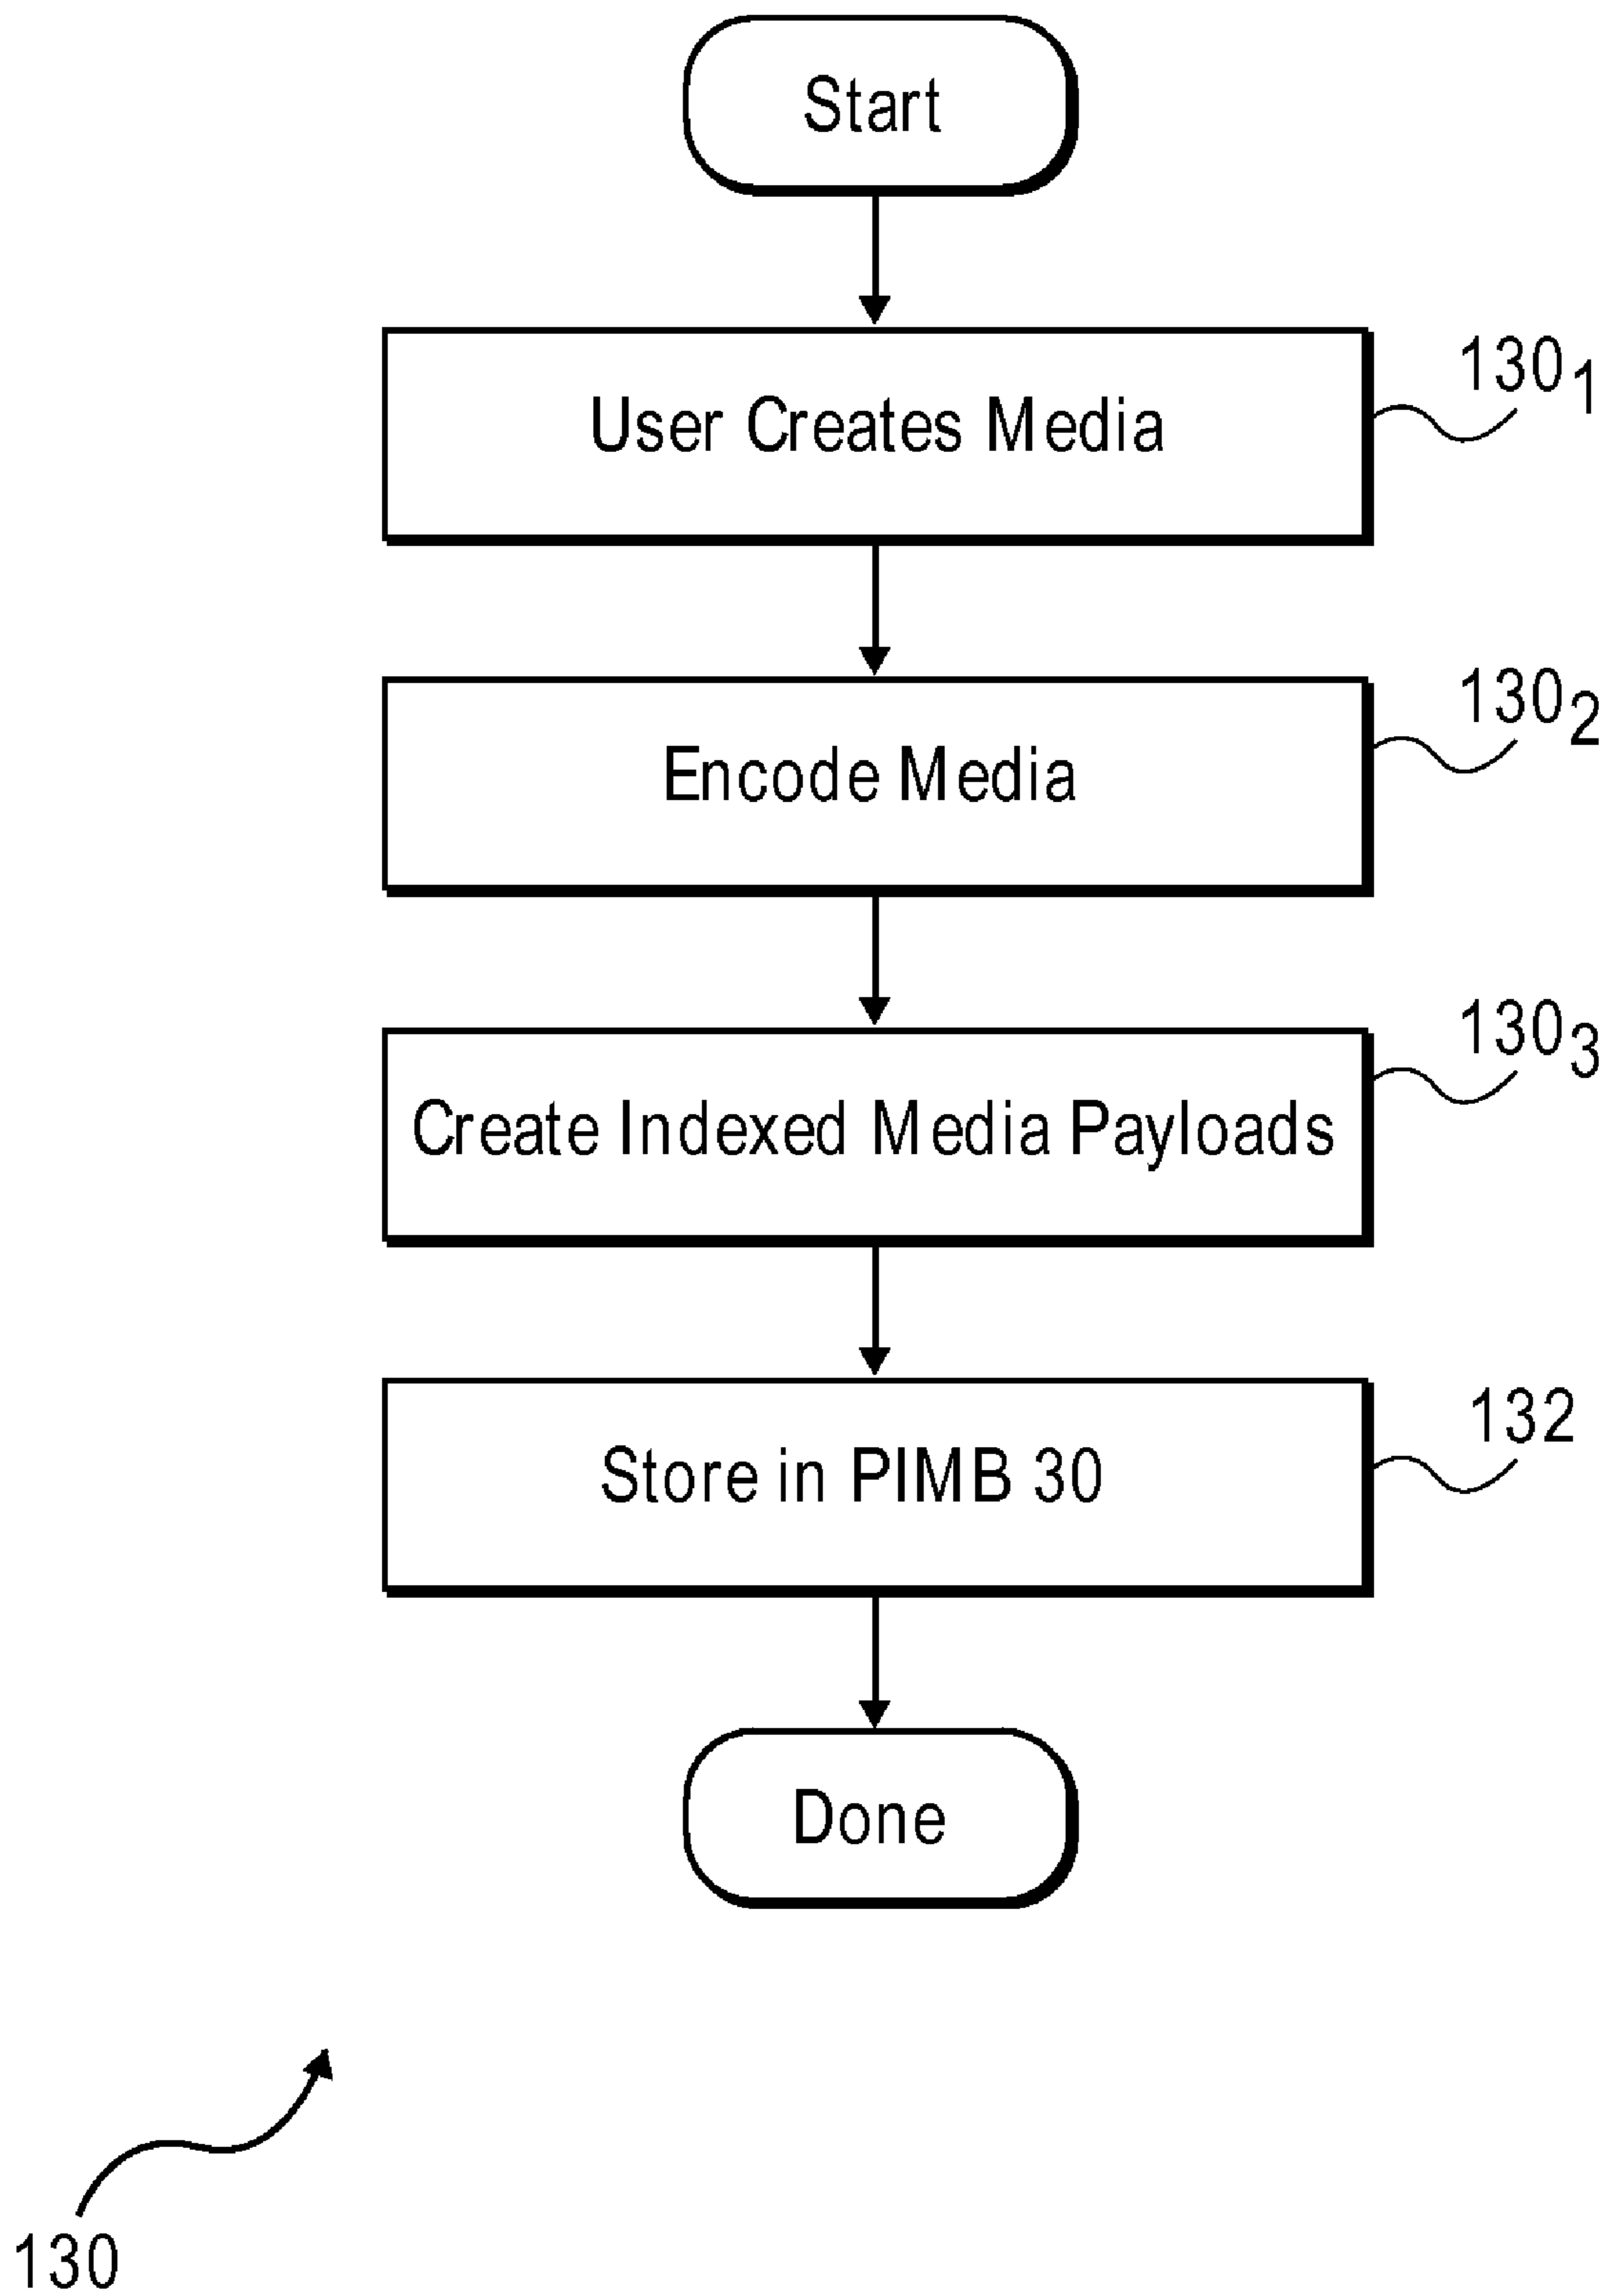 Start
User Creates Media
130₁
Encode Media
130₂
Create Indexed Media Payloads
130₃
Store in PIMB 30
132
Done
130